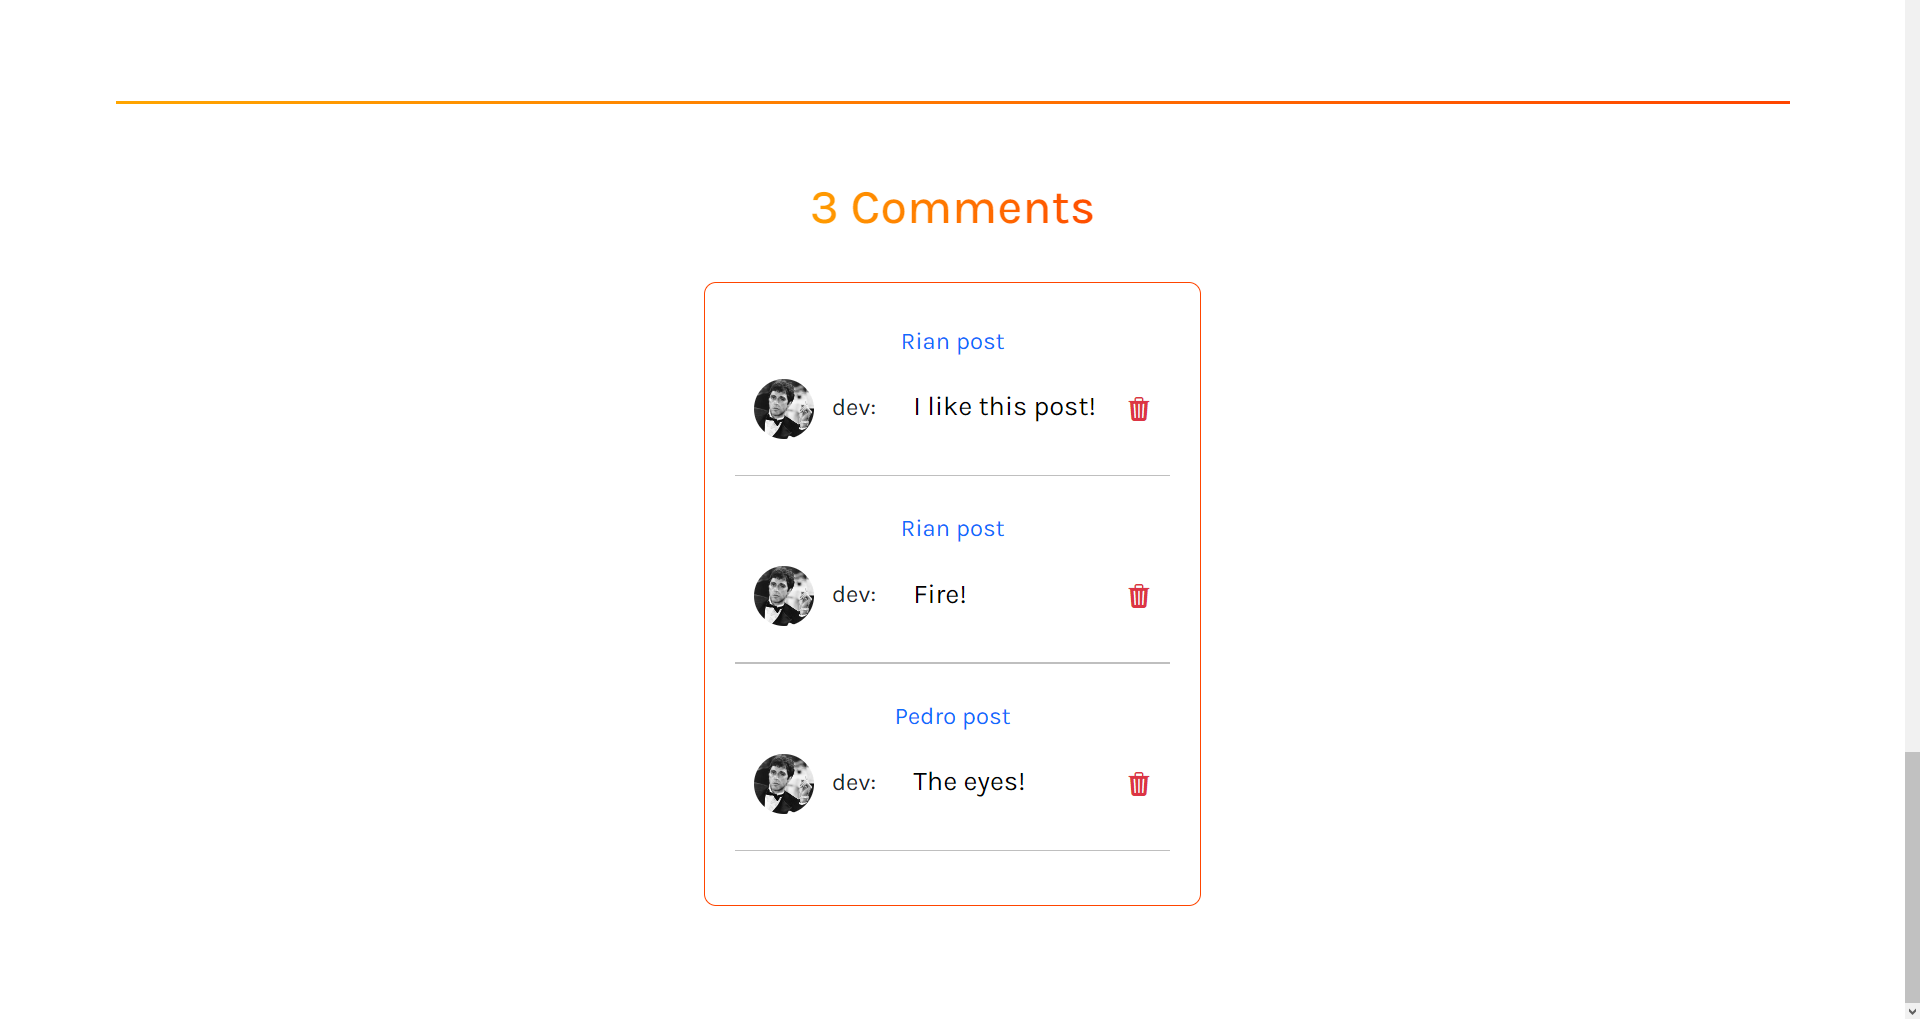 3 Comments
Rian post
dev: I like this post!
Rian post
dev: Fire!
Pedro post
dev: The eyes!